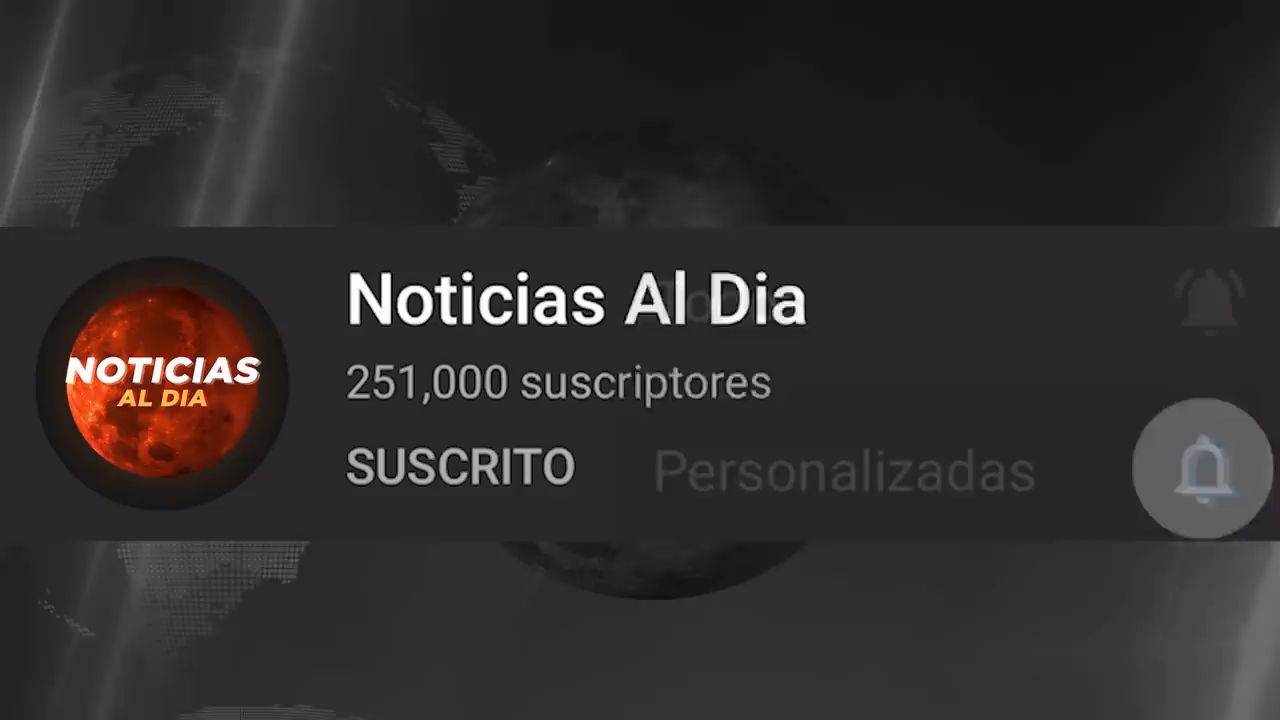 NOTICIAS
AL DIA
Noticias Al Dia
251,000 suscriptores
SUSCRITO
Personalizadas